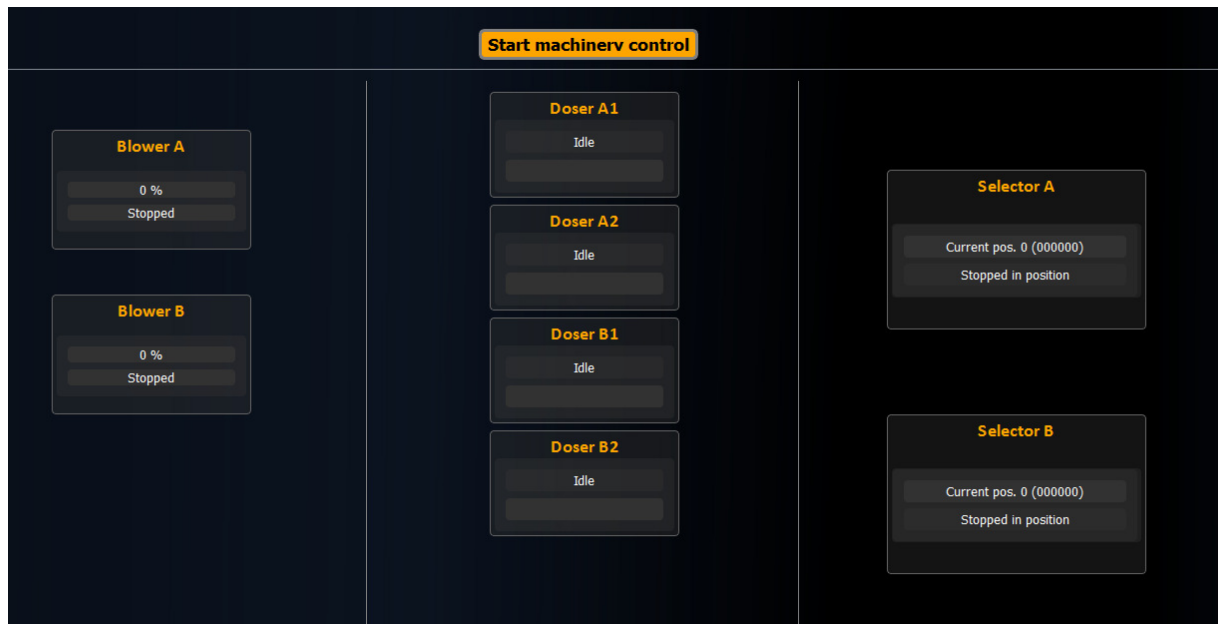 Start machinery control
Blower A
0 %
Stopped
Blower B
0 %
Stopped
Doser A1
Idle
Doser A2
Idle
Doser B1
Idle
Doser B2
Idle
Selector A
Current pos. 0 (000000)
Stopped in position
Selector B
Current pos. 0 (000000)
Stopped in position